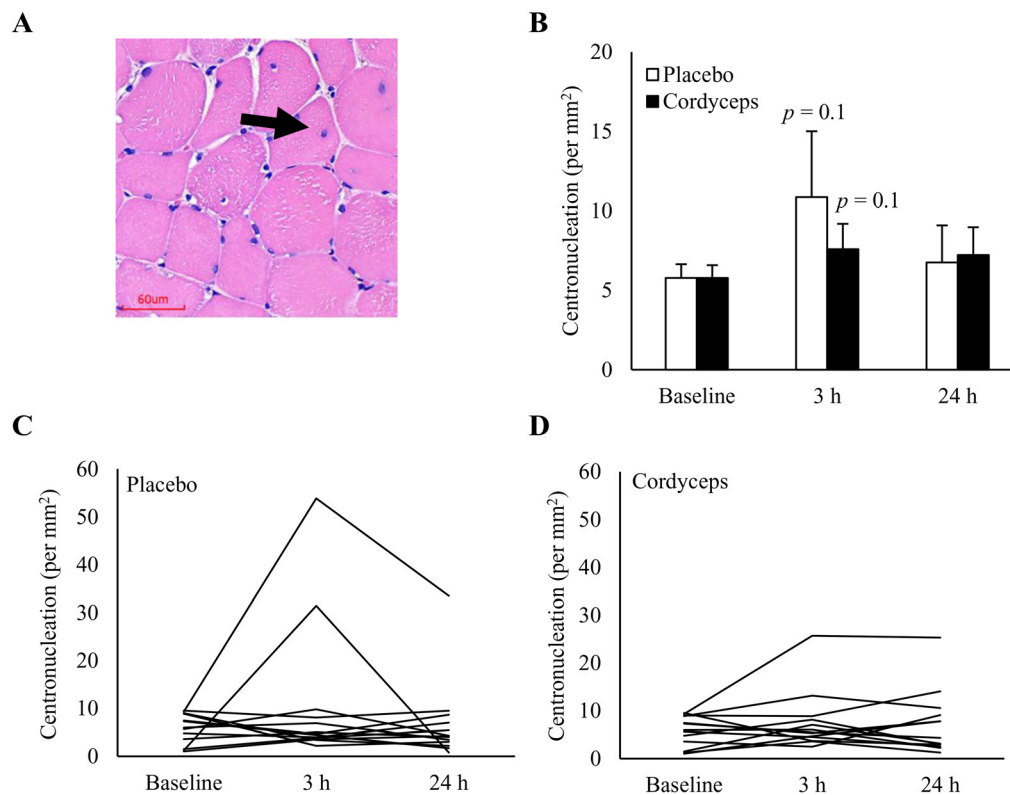 A
60um
B
Centronucleation (per mm²)
20
15
10
5
0
Placebo
Cordyceps
p = 0.1
p = 0.1
Baseline 3 h 24 h
C
Centronucleation (per mm²)
60
50
40
30
20
10
0
Placebo
Baseline 3 h 24 h
D
Centronucleation (per mm²)
60
50
40
30
20
10
0
Cordyceps
Baseline 3 h 24 h